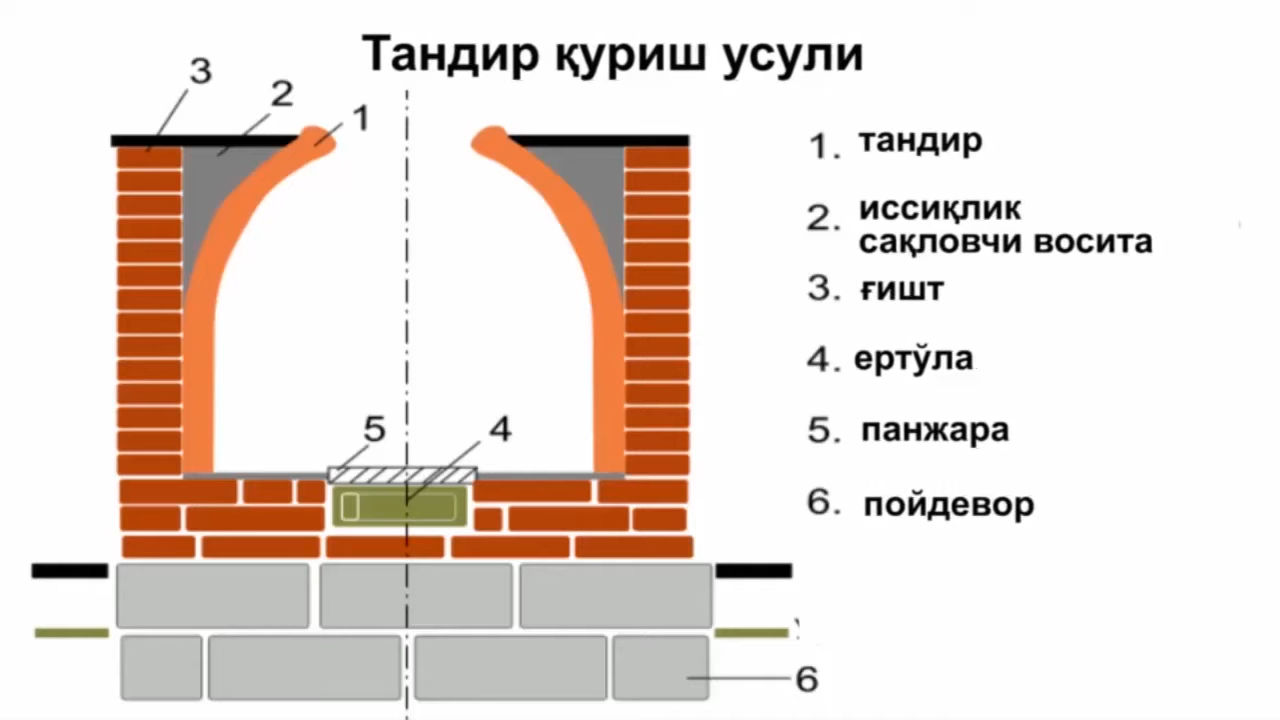 Тандир қуриш усули
3
2
1
5
4
6
1. тандир
2. иссиқлик
сақловчи восита
3. ғишт
4. ертўла
5. панжара
6. пойдевор